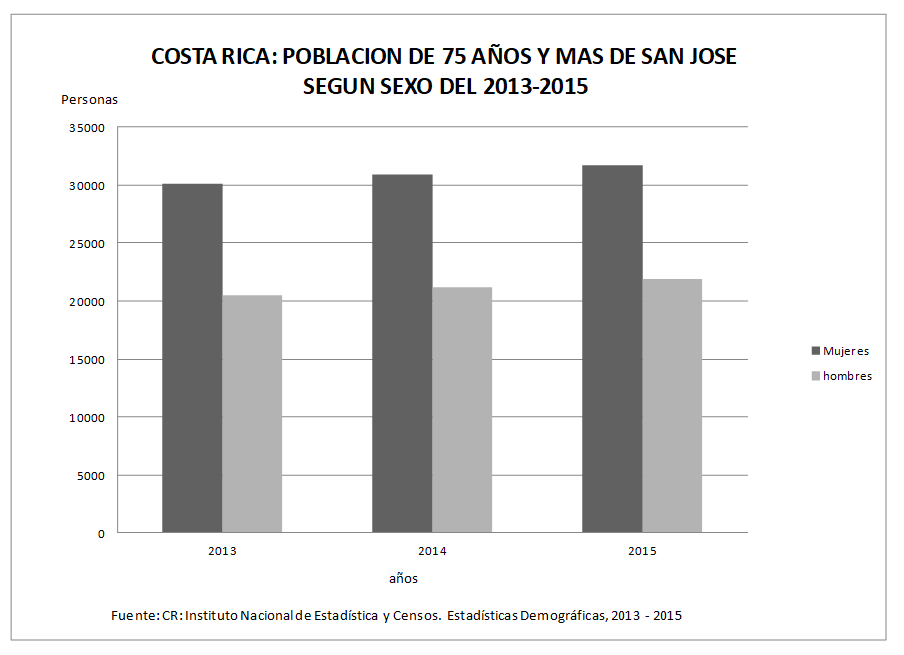 COSTA RICA: POBLACION DE 75 AÑOS Y MAS DE SAN JOSE
SEGUN SEXO DEL 2013-2015
Personas
35000
30000
25000
20000
15000
10000
5000
0
2013
2014
2015
años
Mujeres
hombres
Fuente: CR: Instituto Nacional de Estadística y Censos. Estadísticas Demográficas, 2013 - 2015